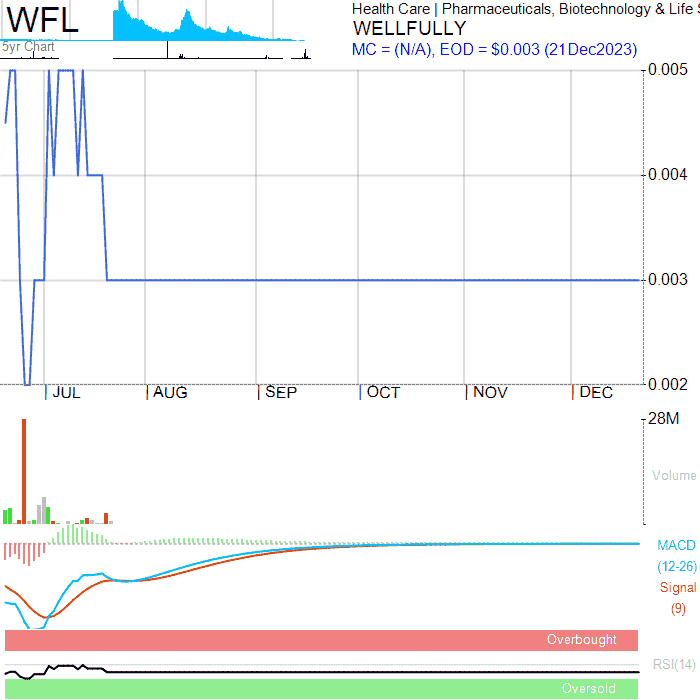 WFL
5yr Chart
Health Care | Pharmaceuticals, Biotechnology & Life S
WELLFULLY
MC = (N/A), EOD = $0.003 (21Dec2023)
0.005
0.004
0.003
0.002
JUL AUG SEP OCT NOV DEC
28M
Volume
MACD
(12-26)
Signal
(9)
Overbought
RSI(14)
Oversold